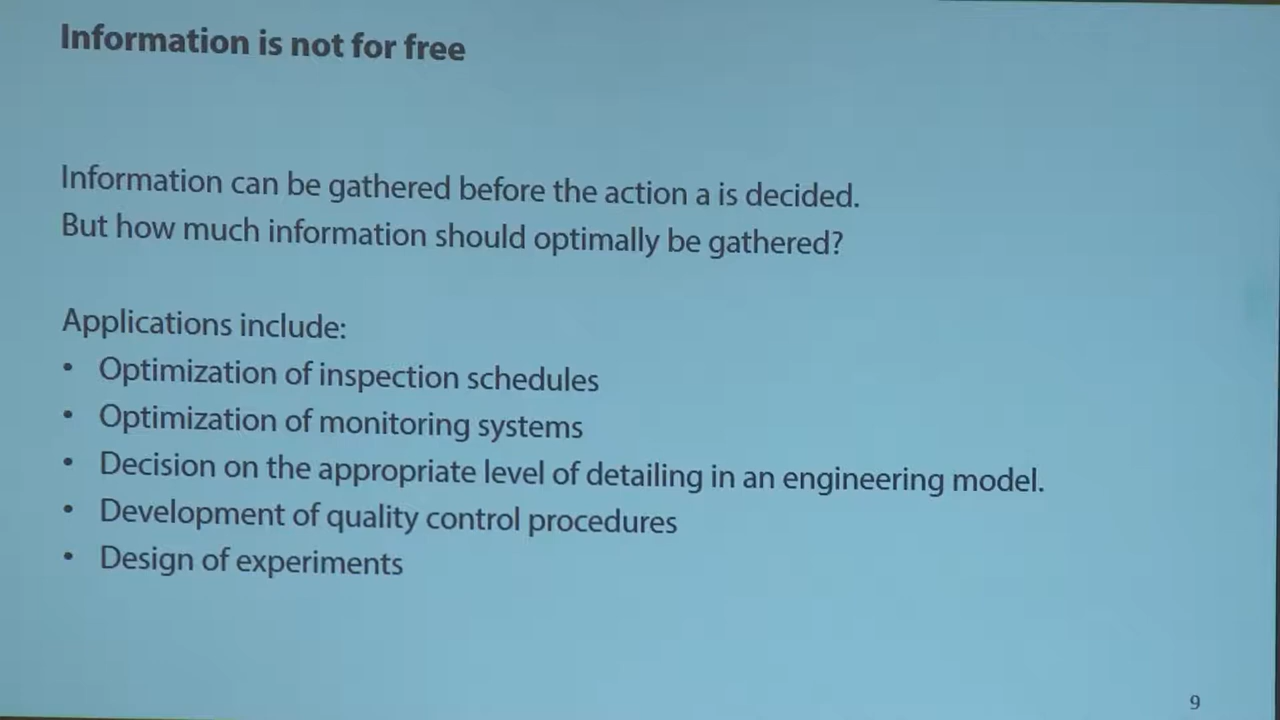 Information is not for free
Information can be gathered before the action a is decided.
But how much information should optimally be gathered?
Applications include:
• Optimization of inspection schedules
• Optimization of monitoring systems
• Decision on the appropriate level of detailing in an engineering model.
• Development of quality control procedures
• Design of experiments
9